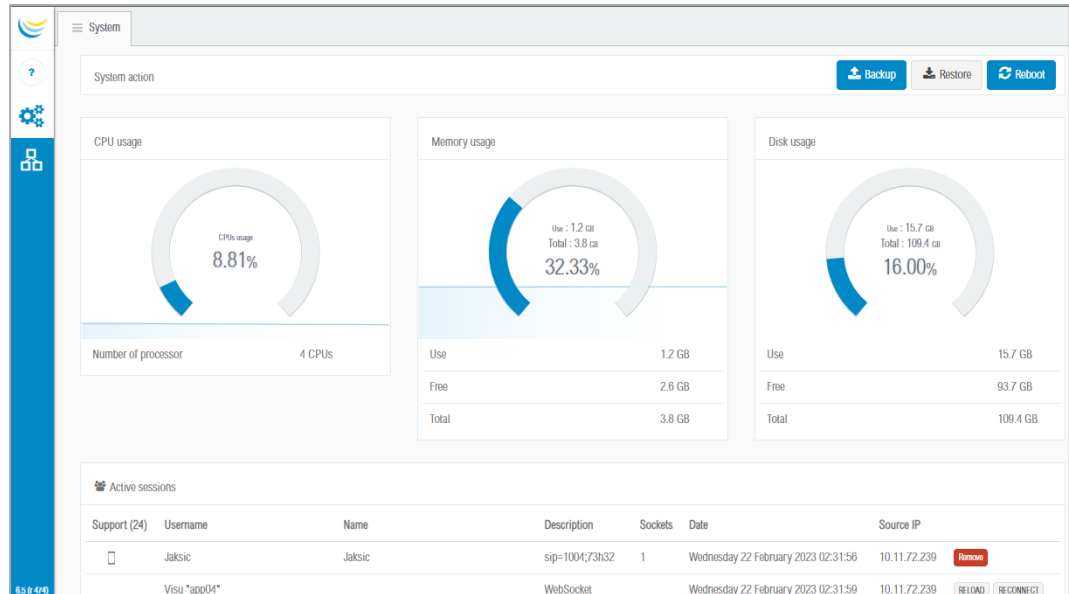 System
?
System action Backup Restore Reboot
CPU usage Memory usage Disk usage
CPUs usage
8.81%
Use : 1.2 GB
Total : 3.8 GB
32.33%
Use : 15.7 GB
Total : 109.4 GB
16.00%
Number of processor 4 CPUs
Use 1.2 GB
Free 2.6 GB
Total 3.8 GB
Use 15.7 GB
Free 93.7 GB
Total 109.4 GB
Active sessions
Support (24) Username Name Description Sockets Date Source IP
Jaksic Jaksic sip=1004;73h32 1 Wednesday 22 February 2023 02:31:56 10.11.72.239 Remove
Visu "app04" WebSocket Wednesday 22 February 2023 02:31:59 10.11.72.239 RELOAD RECONNECT
6.5 (r 474)